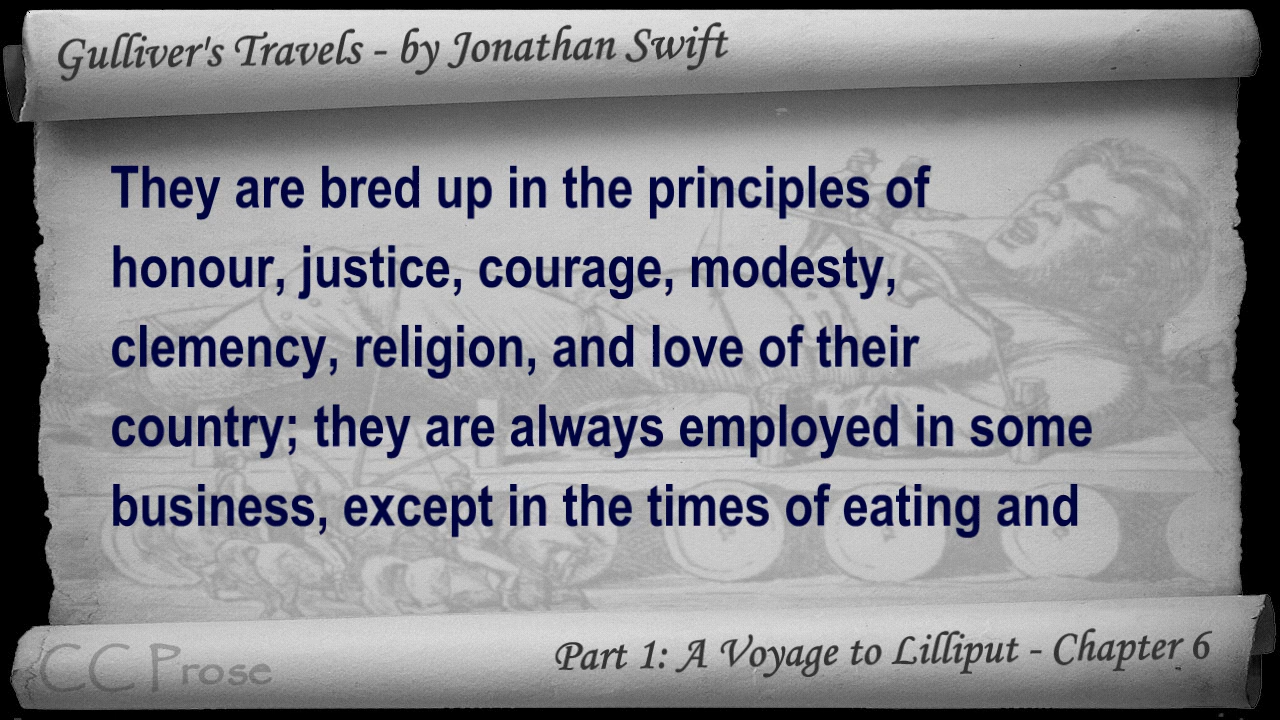 Gulliver's Travels - by Jonathan Swift
They are bred up in the principles of
honour, justice, courage, modesty,
clemency, religion, and love of their
country; they are always employed in some
business, except in the times of eating and
CC Prose
Part 1: A Voyage to Lilliput - Chapter 6